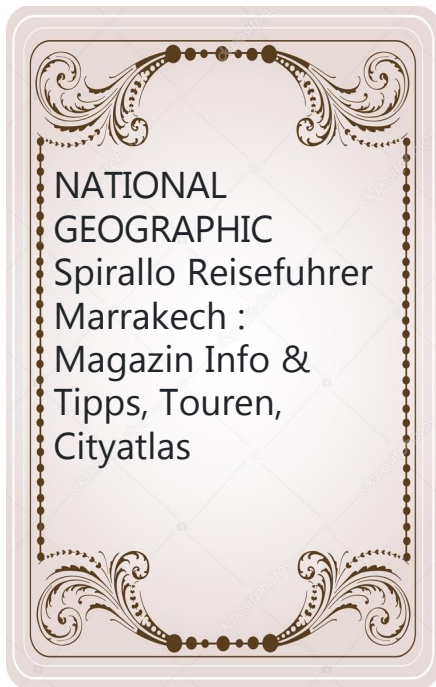 NATIONAL
GEOGRAPHIC
Spirallo Reisefuhrer
Marrakech :
Magazin Info &
Tipps, Touren,
Cityatlas